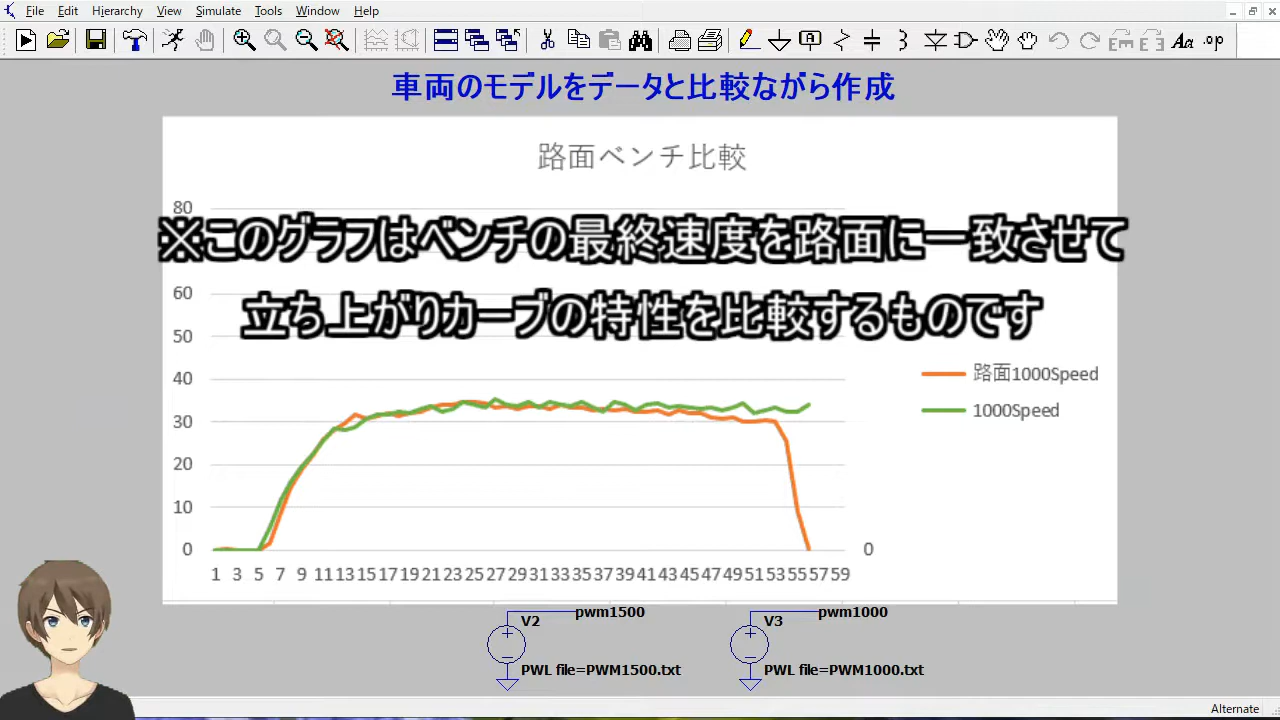 File Edit Hierarchy View Simulate Tools Window Help
.op
車両のモデルをデータと比較ながら作成
路面ベンチ比較
80
※このグラフはベンチの最終速度を路面に一致させて
60
立ち上がりカーブの特性を比較するものです
50
40
路面1000Speed
1000Speed
30
20
10
0
0
1 3 5 7 9 11 13 15 17 19 21 23 25 27 29 31 33 35 37 39 41 43 45 47 49 51 53 55 57 59
pwm1500
V2
PWL file=PWM1500.txt
pwm1000
V3
PWL file=PWM1000.txt
Alternate